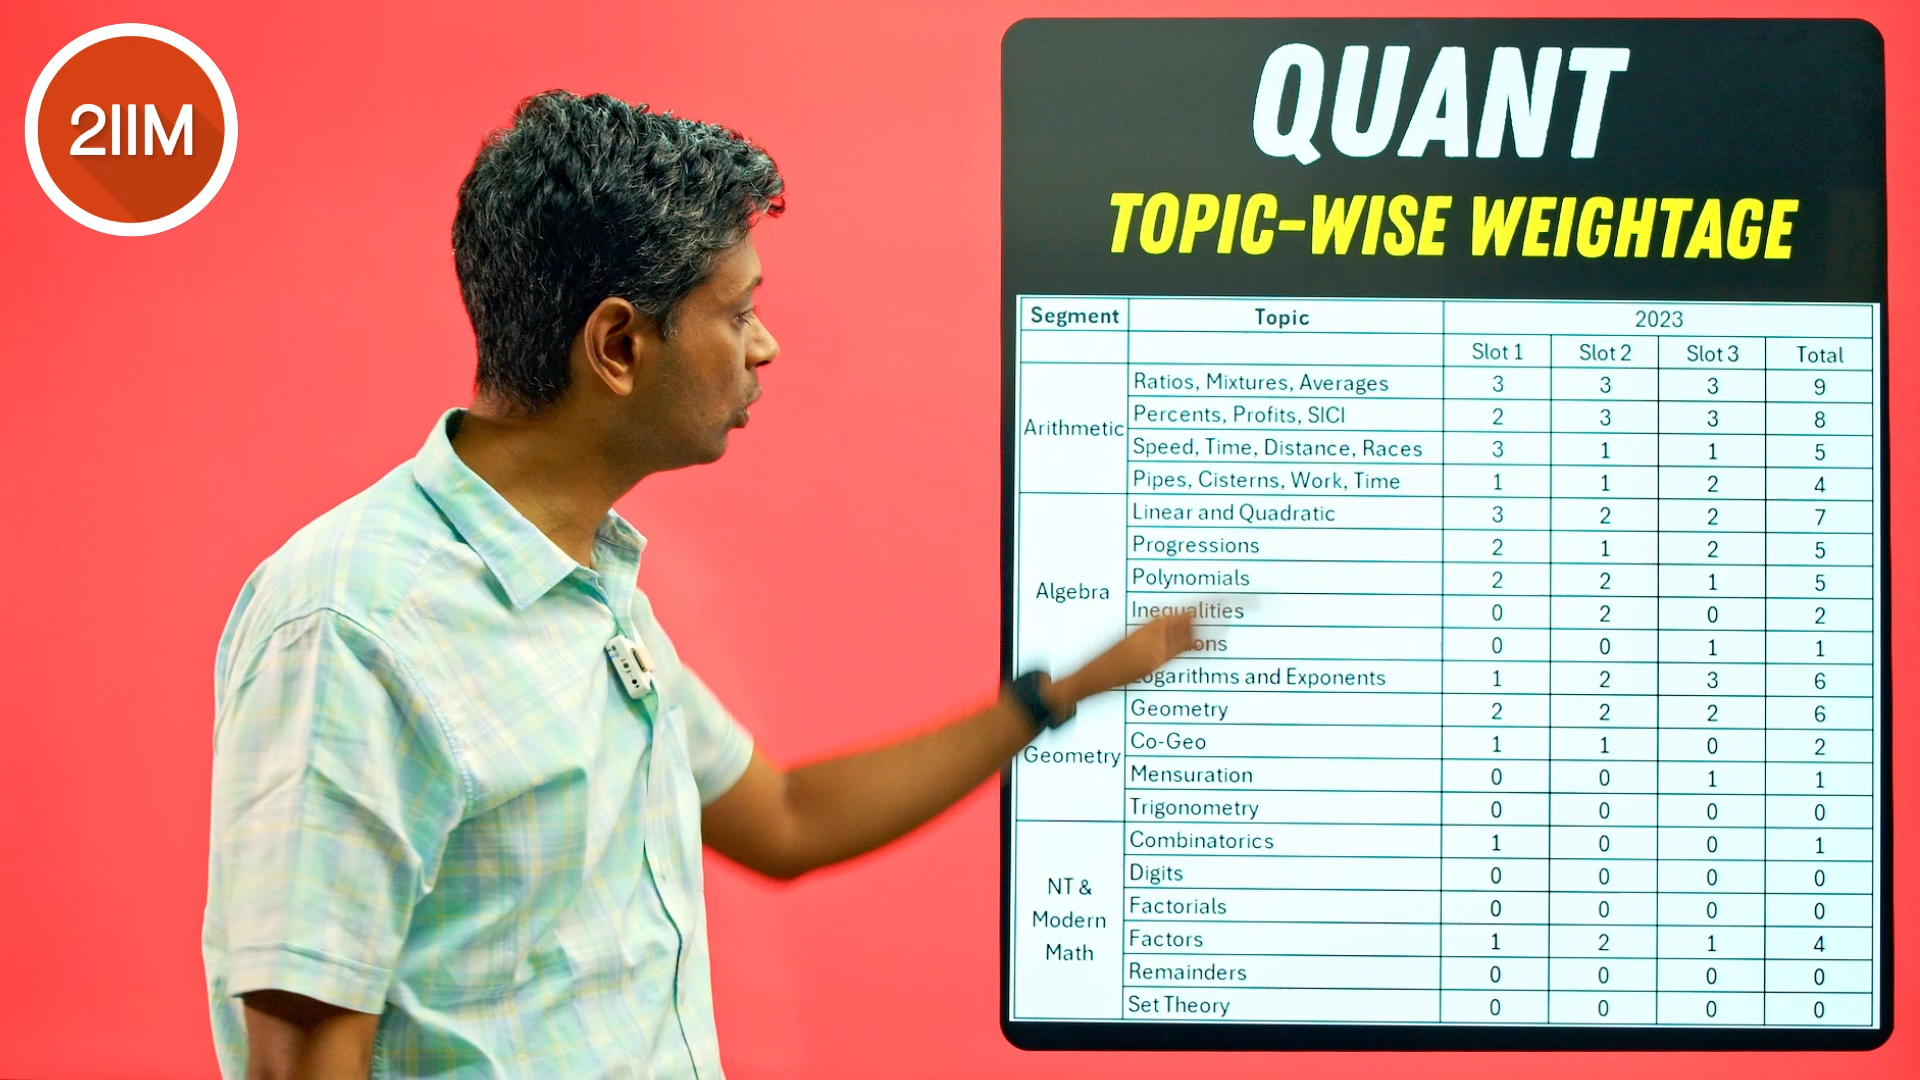 2IIM
QUANT
TOPIC-WISE WEIGHTAGE
Segment Topic 2023
Slot 1 Slot 2 Slot 3 Total
Arithmetic
Ratios, Mixtures, Averages 3 3 3 9
Percents, Profits, SICI 2 3 3 8
Speed, Time, Distance, Races 3 1 1 5
Pipes, Cisterns, Work, Time 1 1 2 4
Algebra
Linear and Quadratic 3 2 2 7
Progressions 2 1 2 5
Polynomials 2 2 1 5
Inequalities 0 2 0 2
0 0 1 1
Logarithms and Exponents 1 2 3 6
Geometry
Geometry 2 2 2 6
Co-Geo 1 1 0 2
Mensuration 0 0 1 1
Trigonometry 0 0 0 0
NT &
Modern
Math
Combinatorics 1 0 0 1
Digits 0 0 0 0
Factorials 0 0 0 0
Factors 1 2 1 4
Remainders 0 0 0 0
Set Theory 0 0 0 0